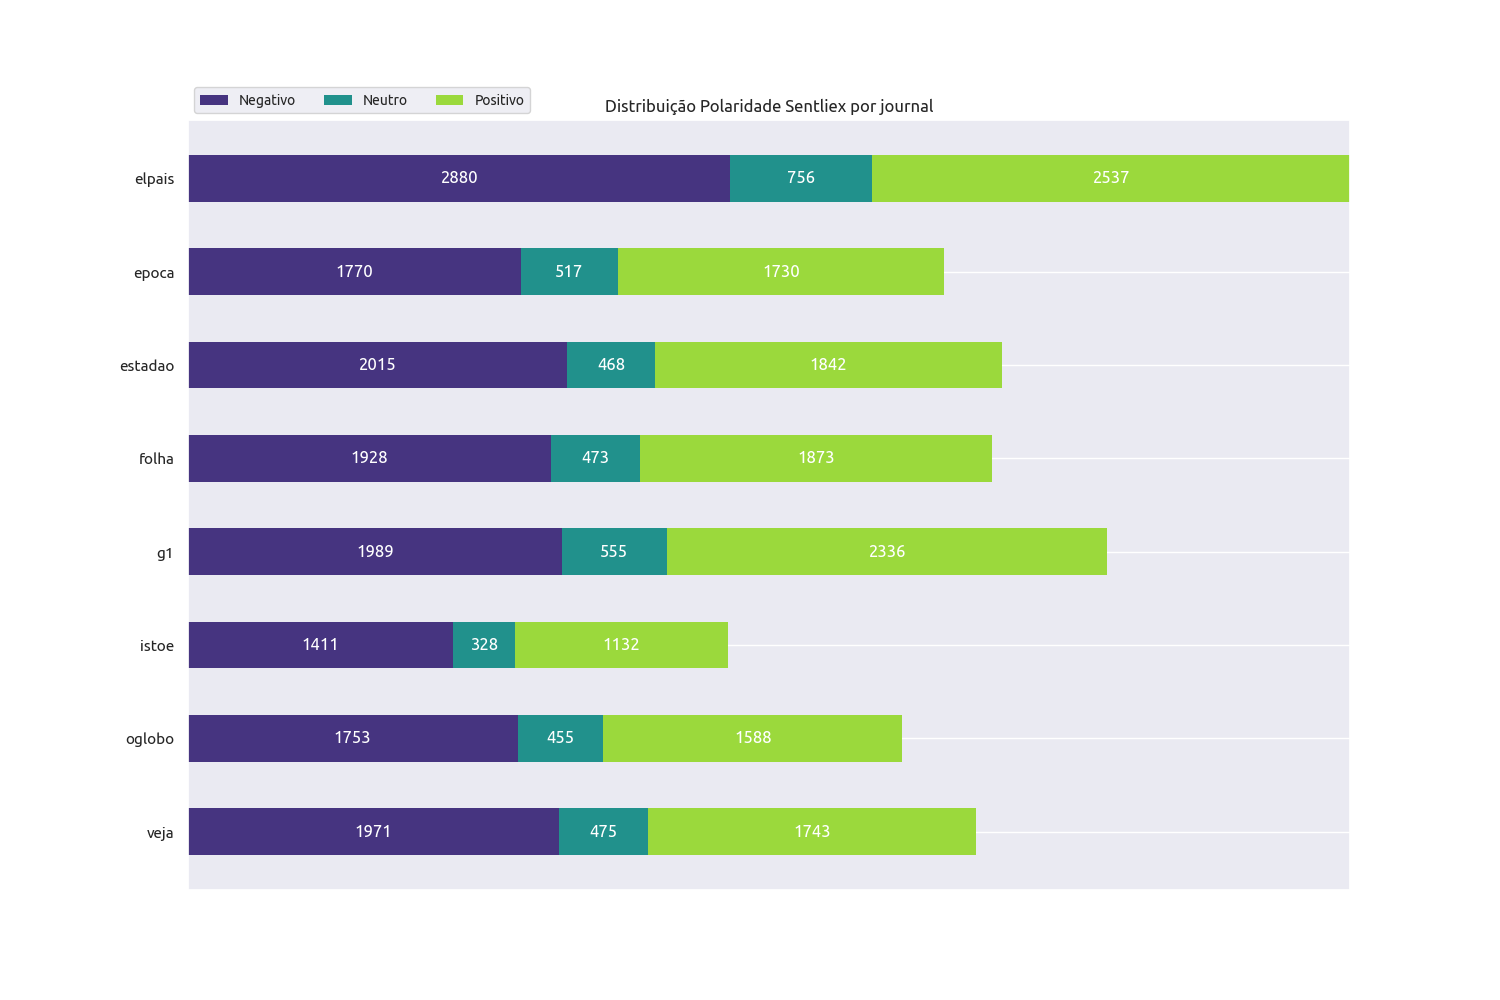 Negativo Neutro Positivo
Distribuição Polaridade Sentliex por journal
elpais 2880 756 2537
epoca 1770 517 1730
estadao 2015 468 1842
folha 1928 473 1873
g1 1989 555 2336
istoe 1411 328 1132
oglobo 1753 455 1588
veja 1971 475 1743